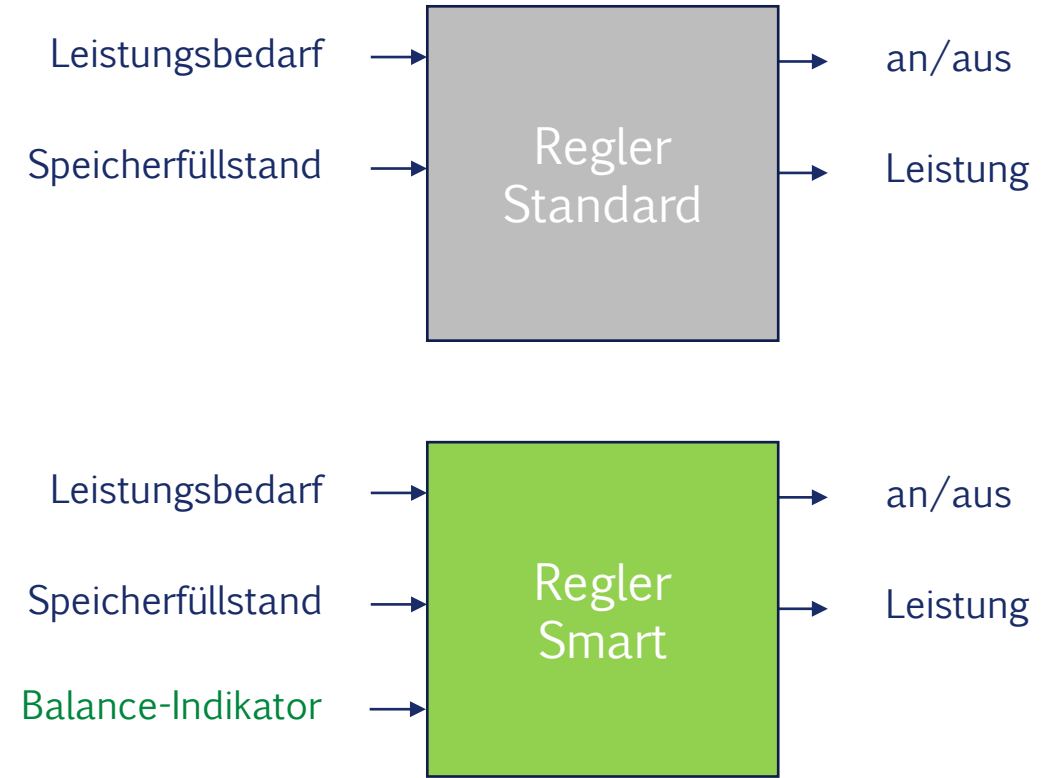 Leistungsbedarf
an/aus
Speicherfüllstand
Regler
Standard
Leistung
Leistungsbedarf
an/aus
Speicherfüllstand
Regler
Smart
Leistung
Balance-Indikator